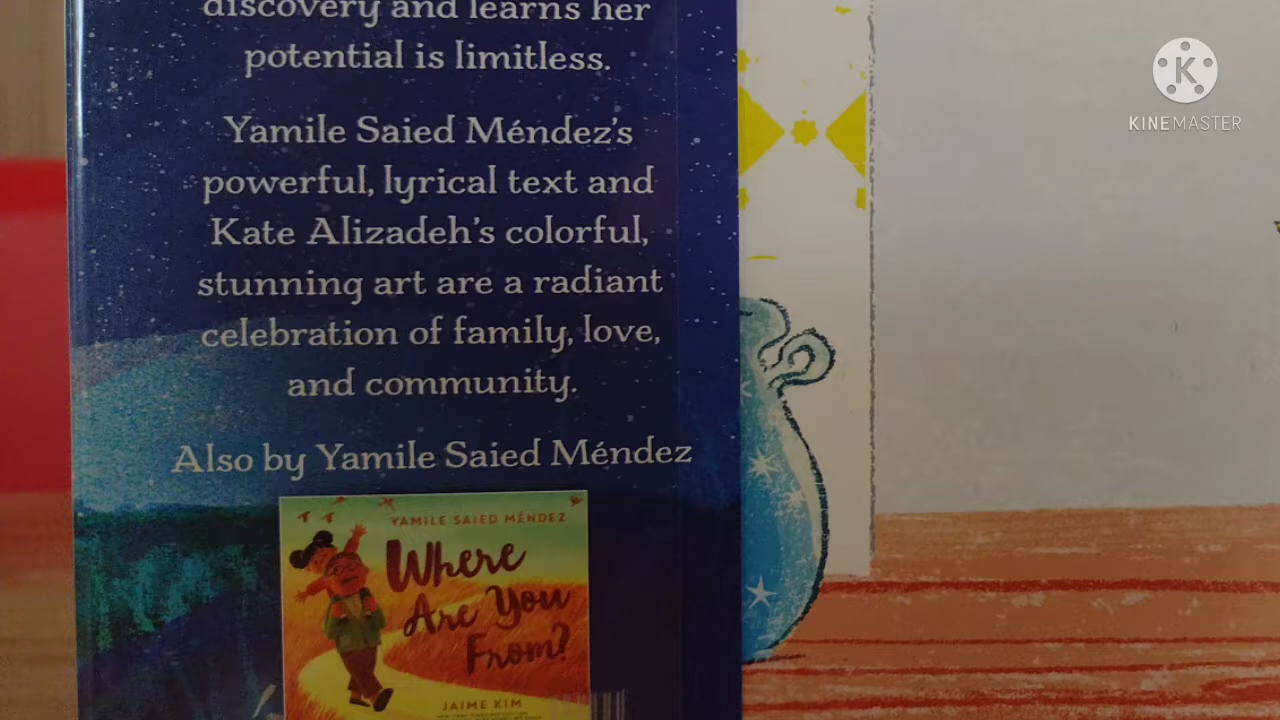 discovery and learns her
potential is limitless.
Yamile Saied Méndez's
powerful, lyrical text and
Kate Alizadeh's colorful,
stunning art are a radiant
celebration of family, love,
and community.
Also by Yamile Saied Méndez
YAMILE SAIED MÉNDEZ
Where
Are You
From?
JAIME KIM
K
KINEMASTER